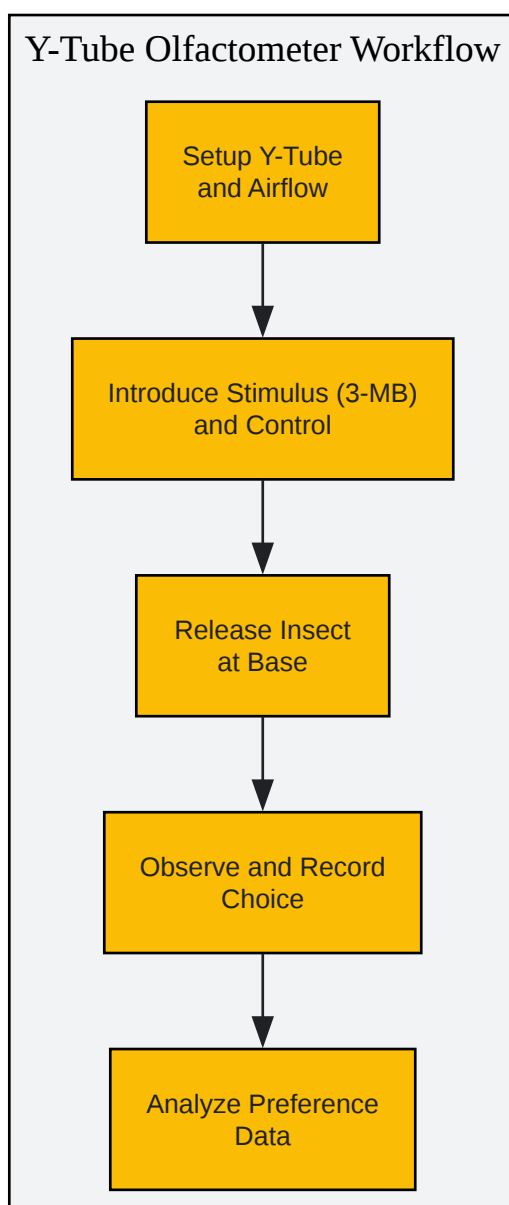 Y-Tube Olfactometer Workflow
Setup Y-Tube
and Airflow
Introduce Stimulus (3-MB)
and Control
Release Insect
at Base
Observe and Record
Choice
Analyze Preference
Data